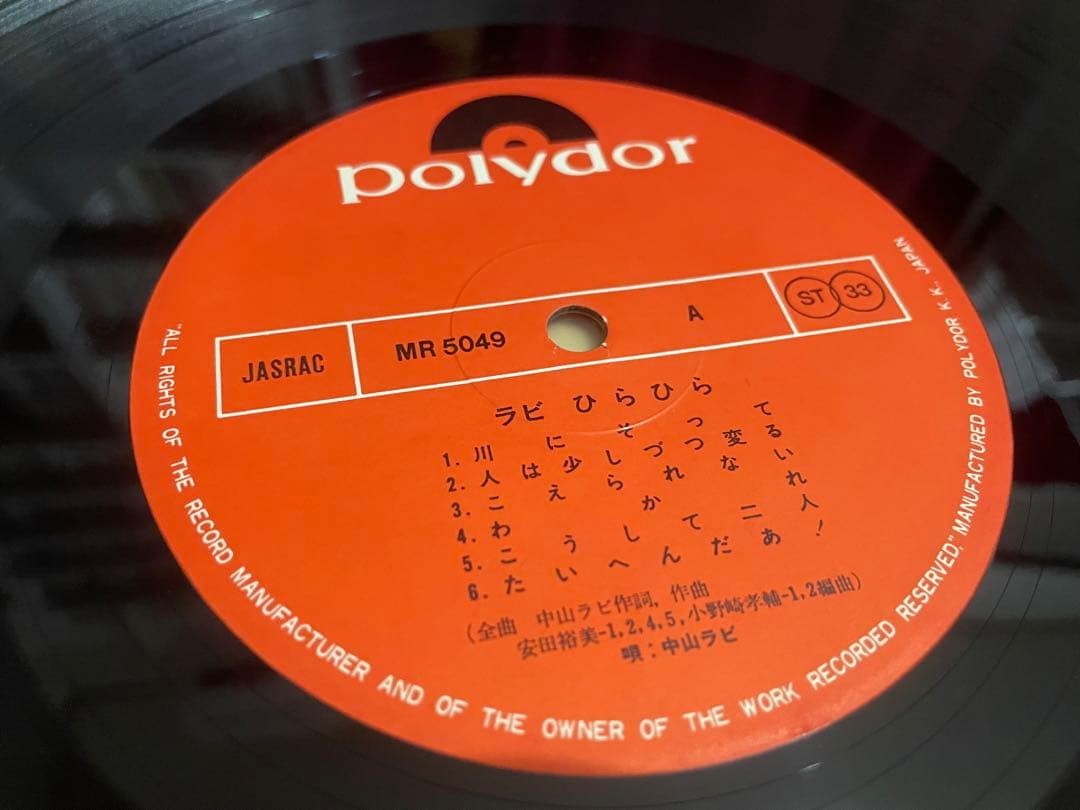 polydor
JASRAC
MR 5049
A
ST 33
ラビ ひらひら
1. 川にそって
2. 人は少しづつ変る
3. こえられない
4. わかれ
5. こうして二人
6. たいへんだあ!
(全曲 中山ラビ作詞, 作曲
安田裕美-1,2,4,5, 小野崎孝輔-1,2編曲)
唄:中山ラビ
"ALL RIGHTS OF THE RECORD MANUFACTURER AND OF THE OWNER OF THE WORK RECORDED RESERVED," MANUFACTURED BY POLYDOR K. K., JAPAN